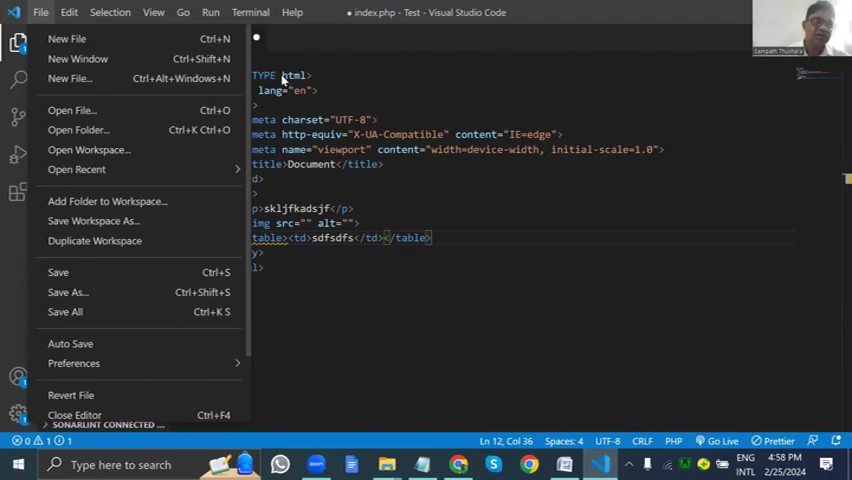 File Edit Selection View Go Run Terminal Help
● index.php - Test - Visual Studio Code
Sampath Thushara
New File Ctrl+N
New Window Ctrl+Shift+N
New File... Ctrl+Alt+Windows+N
Open File... Ctrl+O
Open Folder... Ctrl+K Ctrl+O
Open Workspace...
Open Recent
Add Folder to Workspace...
Save Workspace As...
Duplicate Workspace
Save Ctrl+S
Save As... Ctrl+Shift+S
Save All Ctrl+K S
Auto Save
Preferences
Revert File
Close Editor Ctrl+F4
SONARLINT CONNECTED
TYPE html>
lang="en">
>
meta charset="UTF-8">
meta http-equiv="X-UA-Compatible" content="IE=edge">
meta name="viewport" content="width=device-width, initial-scale=1.0">
title>Document</title>
d>
>
p>skljfkadsjf</p>
img src="" alt="">
table><td>sdfsdfs</td></table>
y>
l>
0 1 1
Ln 12, Col 36 Spaces: 4 UTF-8 CRLF PHP Go Live Prettier
Type here to search
ENG
INTL
4:58 PM
2/25/2024